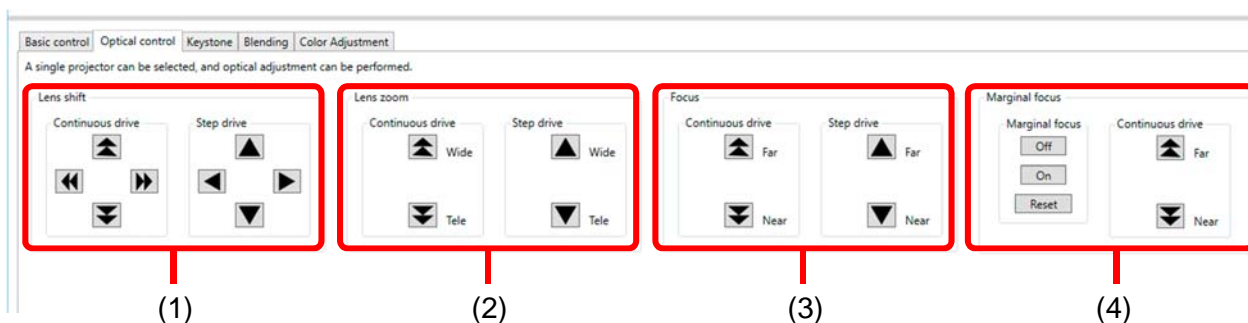 Basic control Optical control Keystone Blending Color Adjustment
A single projector can be selected, and optical adjustment can be performed.
Lens shift
Continuous drive
Step drive
Lens zoom
Continuous drive
Wide
Tele
Step drive
Wide
Tele
Focus
Continuous drive
Far
Near
Step drive
Far
Near
Marginal focus
Marginal focus
Off
On
Reset
Continuous drive
Far
Near
(1) (2) (3) (4)